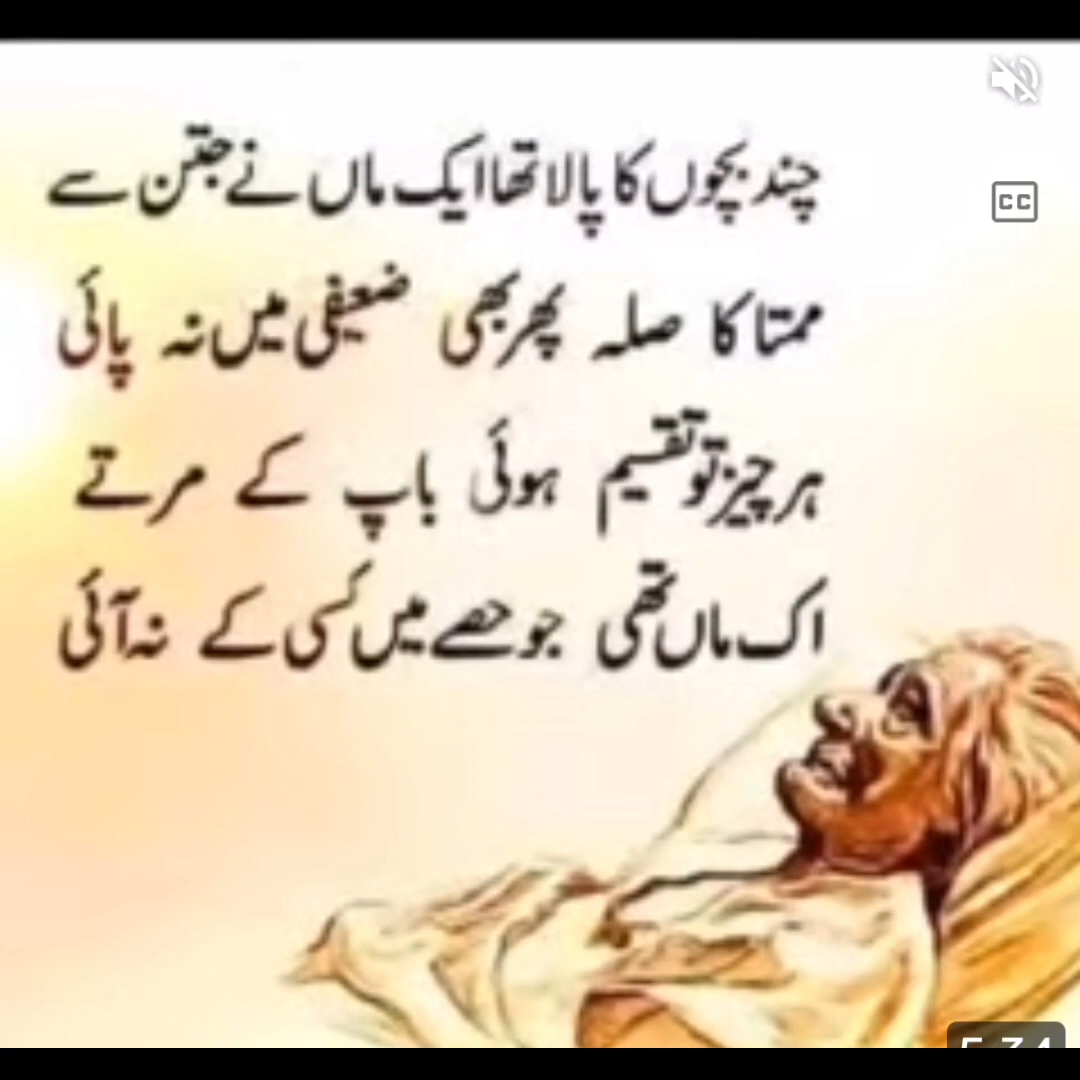 چند بچوں کا پالا تھا ایک ماں نے جتن سے
ممتا کا صلہ پھر بھی ضعیفی میں نہ پائی
ہر چیز تو تقسیم ہوئی باپ کے مرتے
اک ماں تھی جو حصے میں کسی کے نہ آئی
CC